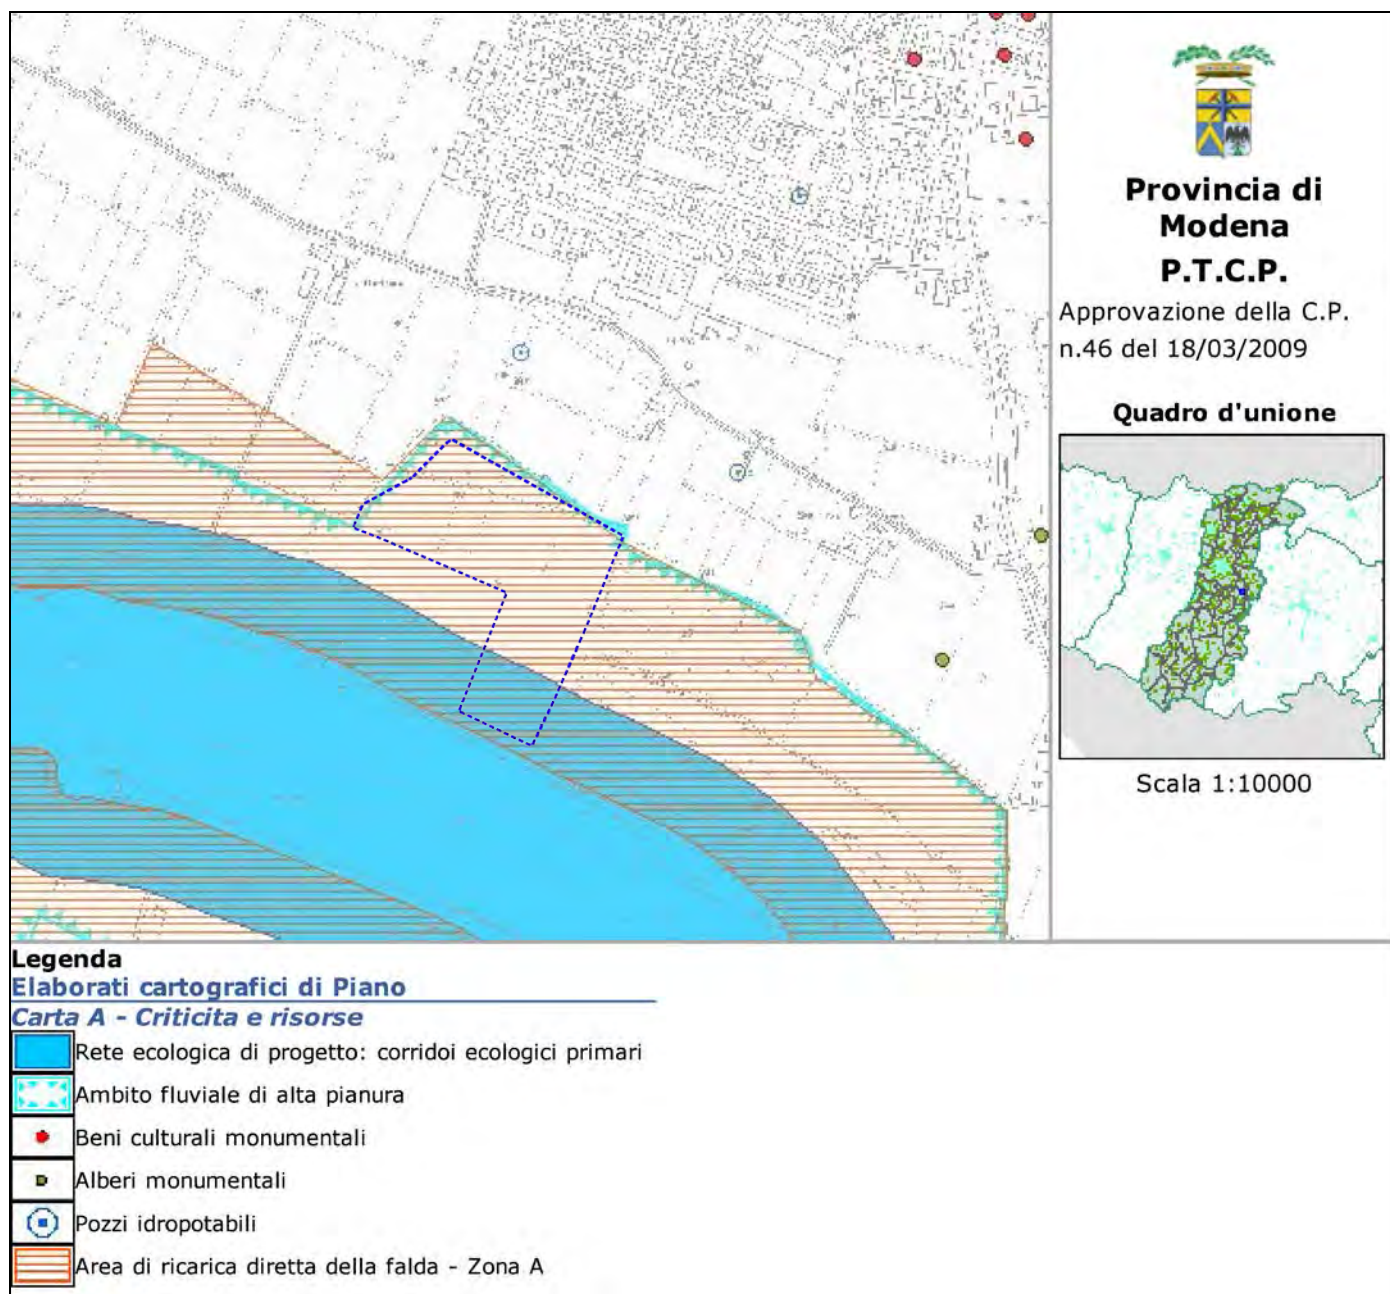 Provincia di
Modena
P.T.C.P.
Approvazione della C.P.
n.46 del 18/03/2009
Quadro d'unione
Scala 1:10000
Legenda
Elaborati cartografici di Piano
Carta A - Criticita e risorse
Rete ecologica di progetto: corridoi ecologici primari
Ambito fluviale di alta pianura
Beni culturali monumentali
Alberi monumentali
Pozzi idropotabili
Area di ricarica diretta della falda - Zona A